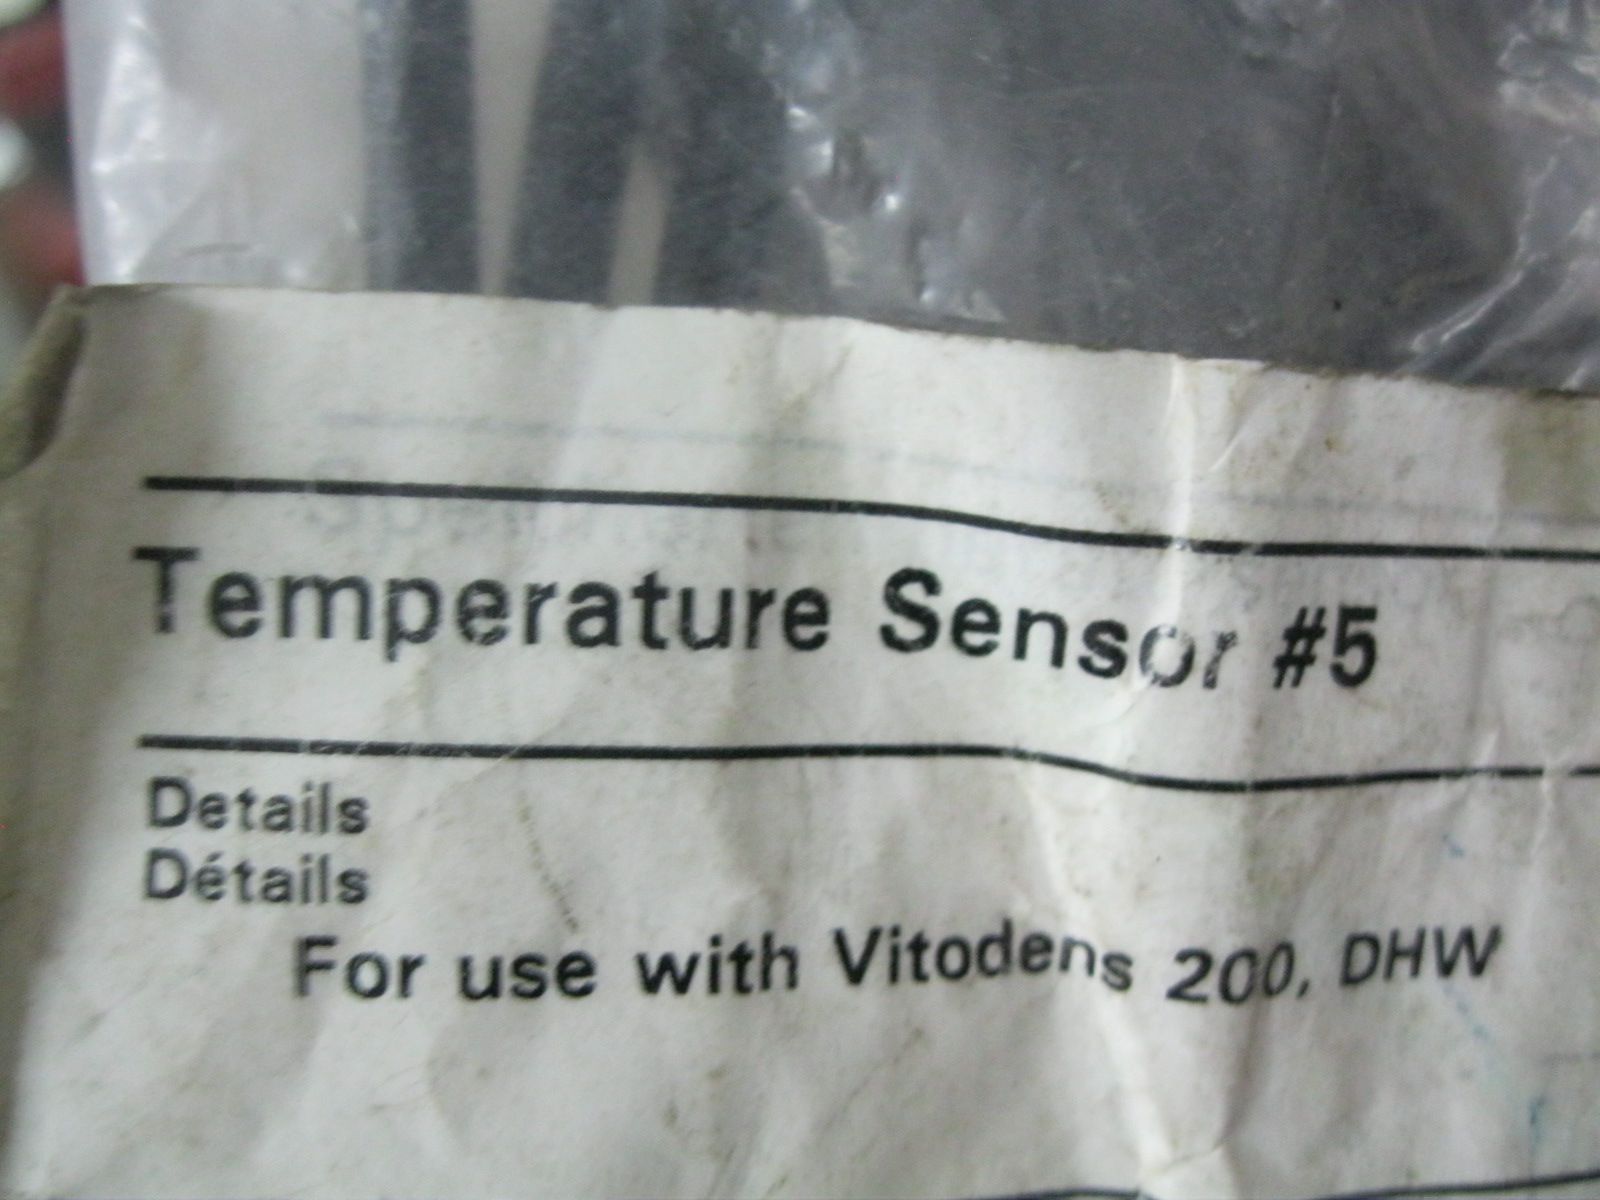 Temperature Sensor #5
Details
Détails
For use with Vitodens 200, DHW